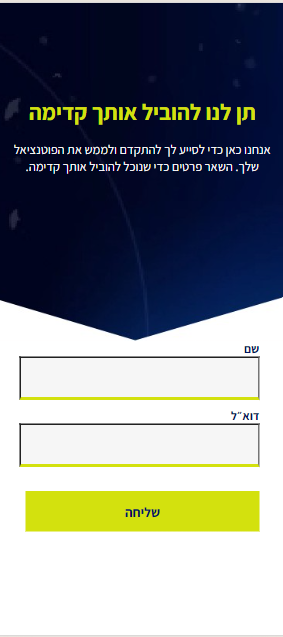 תן לנו להוביל אותך קדימה
אנחנו כאן כדי לסייע לך להתקדם ולממש את הפוטנציאל
שלך. השאר פרטים כדי שנוכל להוביל אותך קדימה.
שם
דוא״ל
שליחה